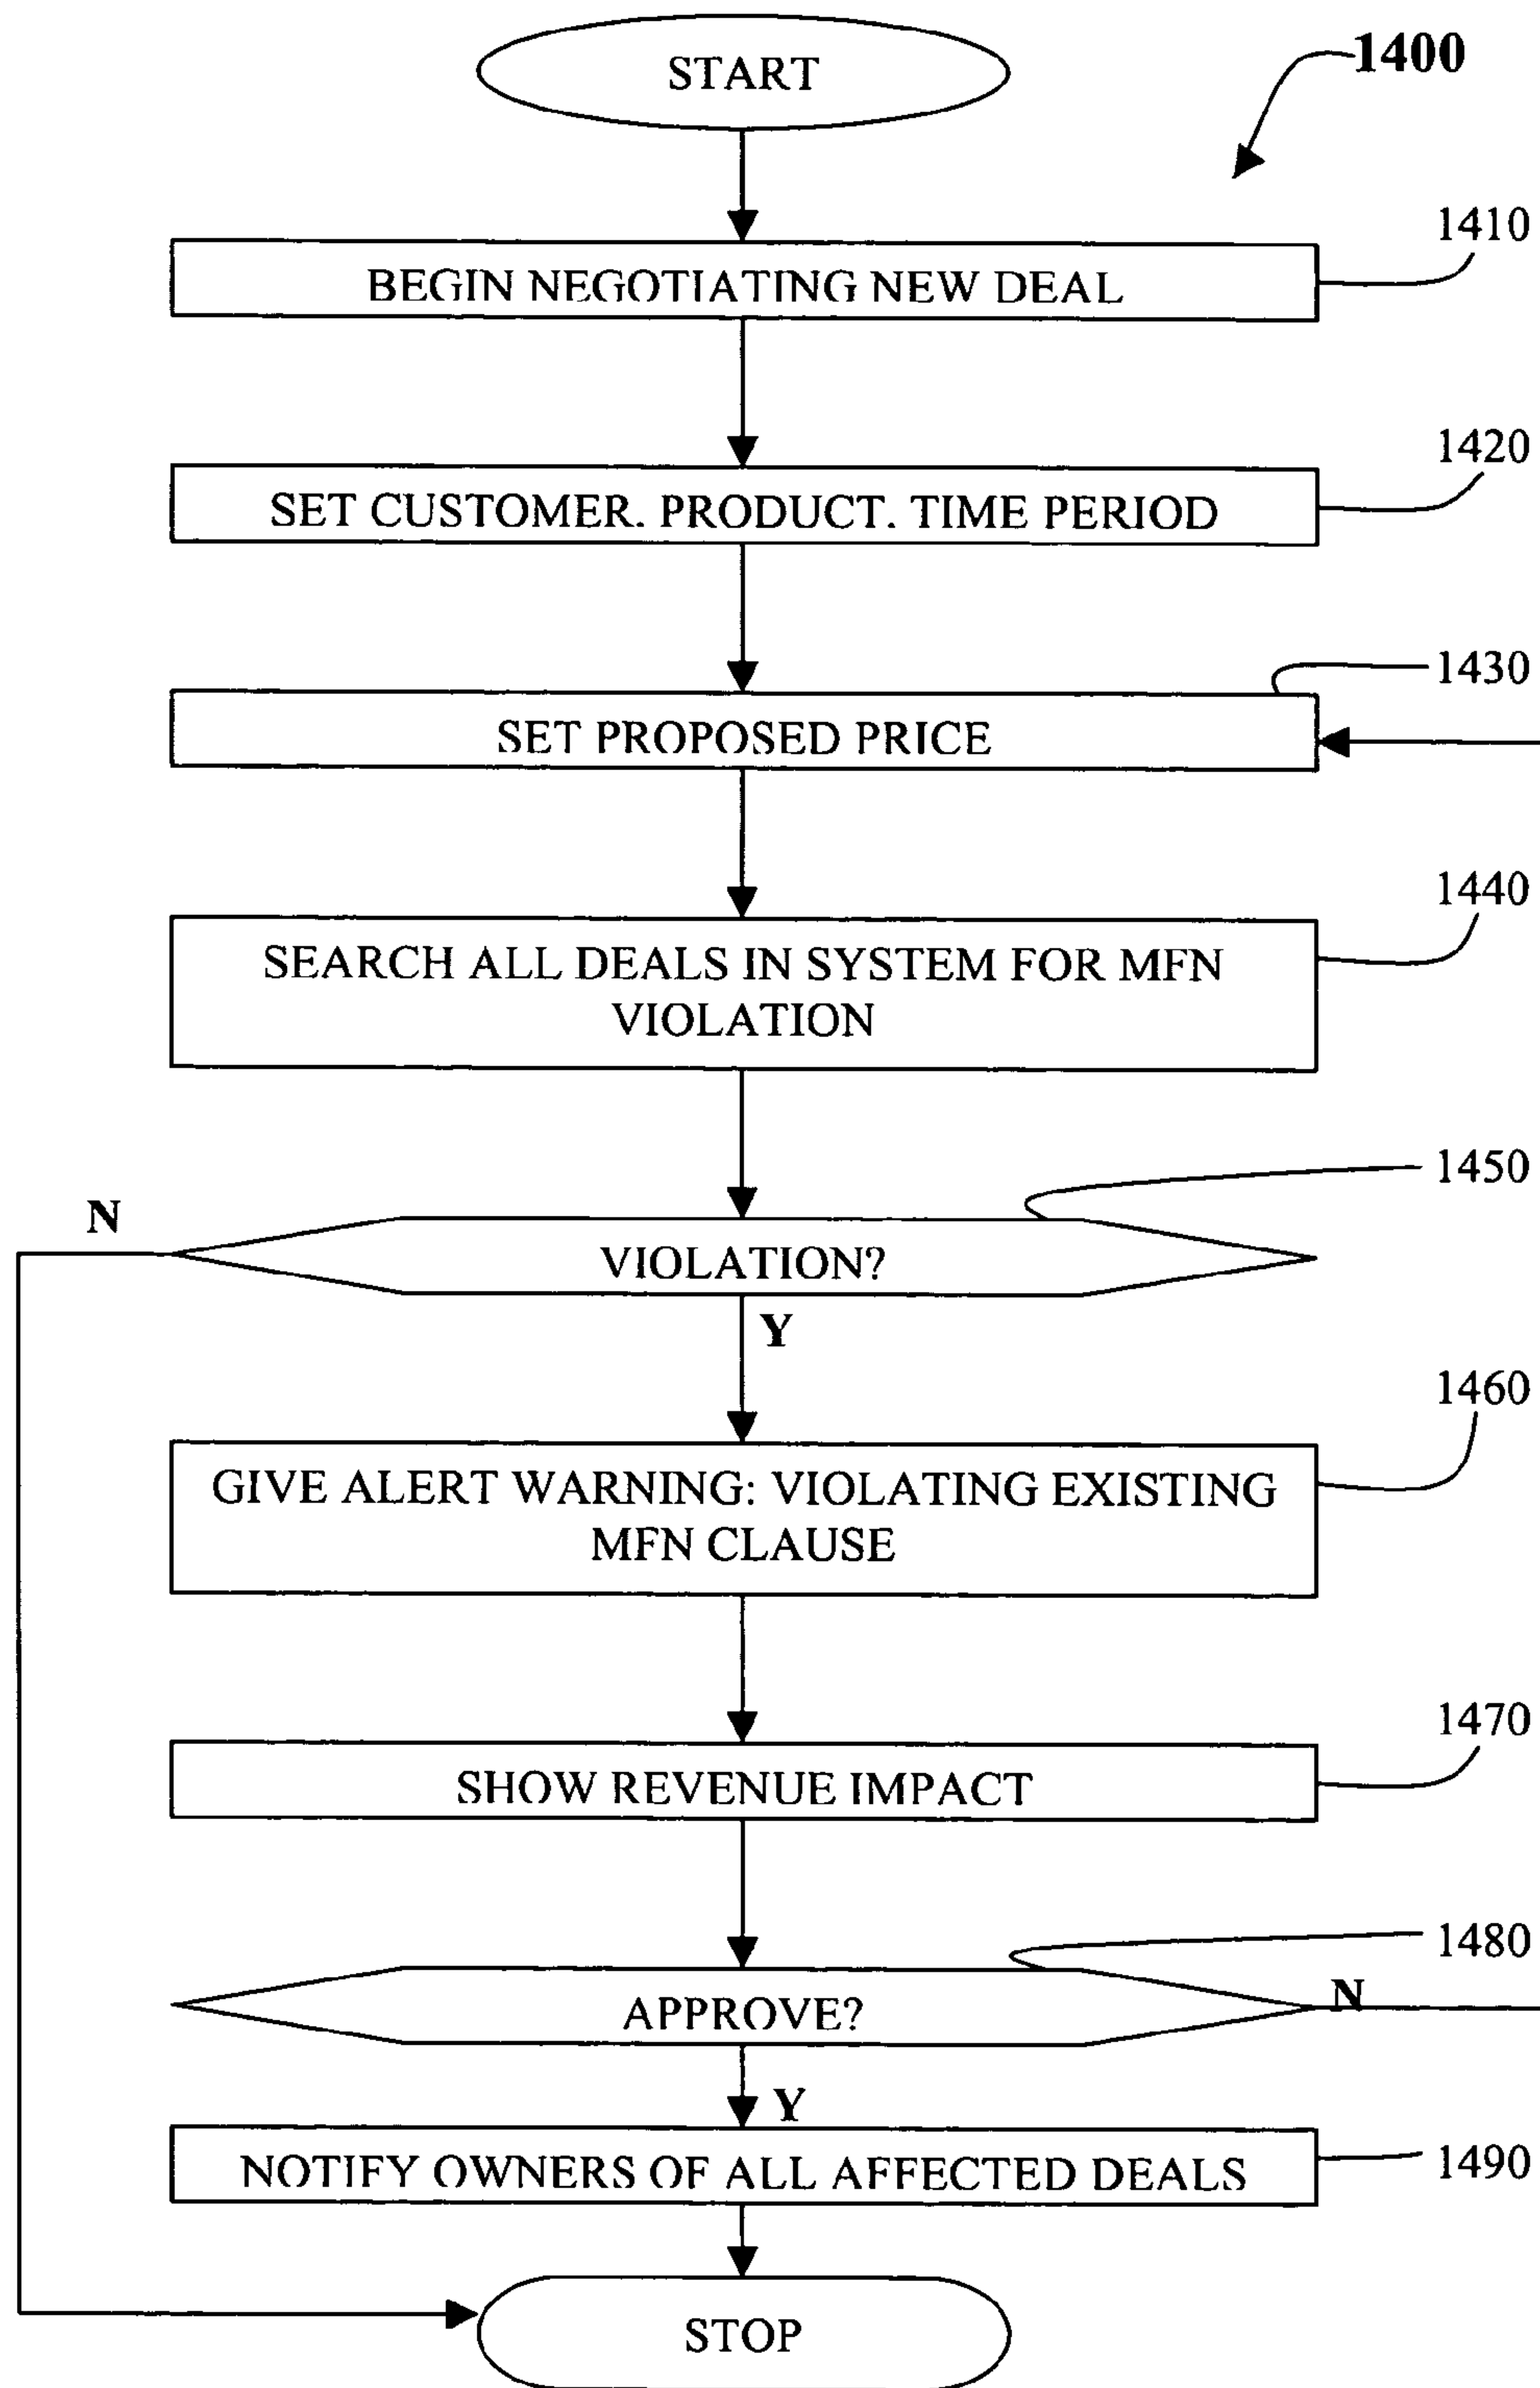 START
1400
1410
BEGIN NEGOTIATING NEW DEAL
1420
SET CUSTOMER. PRODUCT. TIME PERIOD
1430
SET PROPOSED PRICE
1440
SEARCH ALL DEALS IN SYSTEM FOR MFN
VIOLATION
1450
N
VIOLATION?
Y
1460
GIVE ALERT WARNING: VIOLATING EXISTING
MFN CLAUSE
1470
SHOW REVENUE IMPACT
1480
N
APPROVE?
Y
1490
NOTIFY OWNERS OF ALL AFFECTED DEALS
STOP